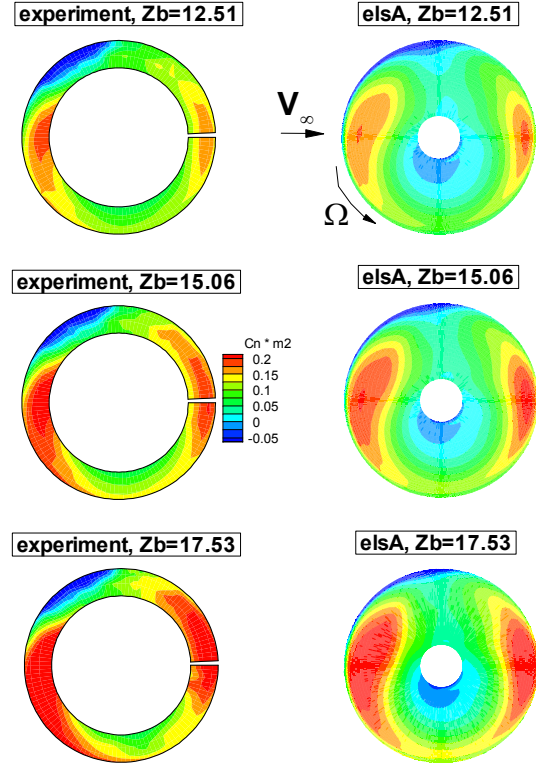 experiment, Zb=12.51
elsA, Zb=12.51
V∞
Ω
experiment, Zb=15.06
elsA, Zb=15.06
Cn * m2
0.2
0.15
0.1
0.05
0
-0.05
experiment, Zb=17.53
elsA, Zb=17.53